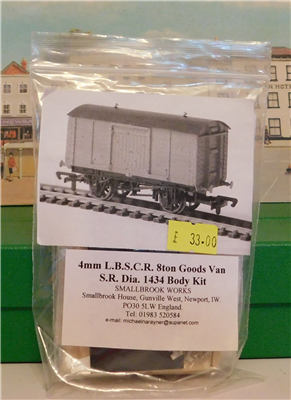 £ 33.00
4mm L.B.S.C.R. 8ton Goods Van
S.R. Dia. 1434 Body Kit
SMALLBROOK WORKS
Smallbrook House, Gunville West, Newport, IW.
PO30 5LW England.
Tel: 01983 520584
e-mail: michaelnarayner@supanet.com